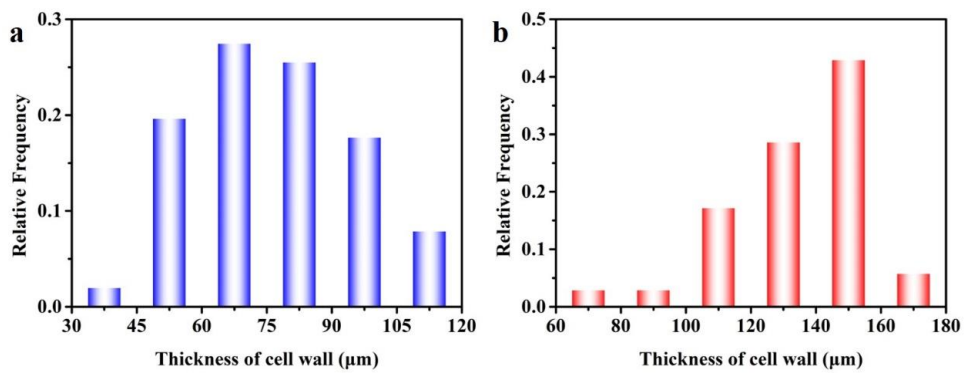 a
Relative Frequency
0.3
0.2
0.1
0.0
30 45 60 75 90 105 120
Thickness of cell wall (μm)
b
Relative Frequency
0.5
0.4
0.3
0.2
0.1
0.0
60 80 100 120 140 160 180
Thickness of cell wall (μm)